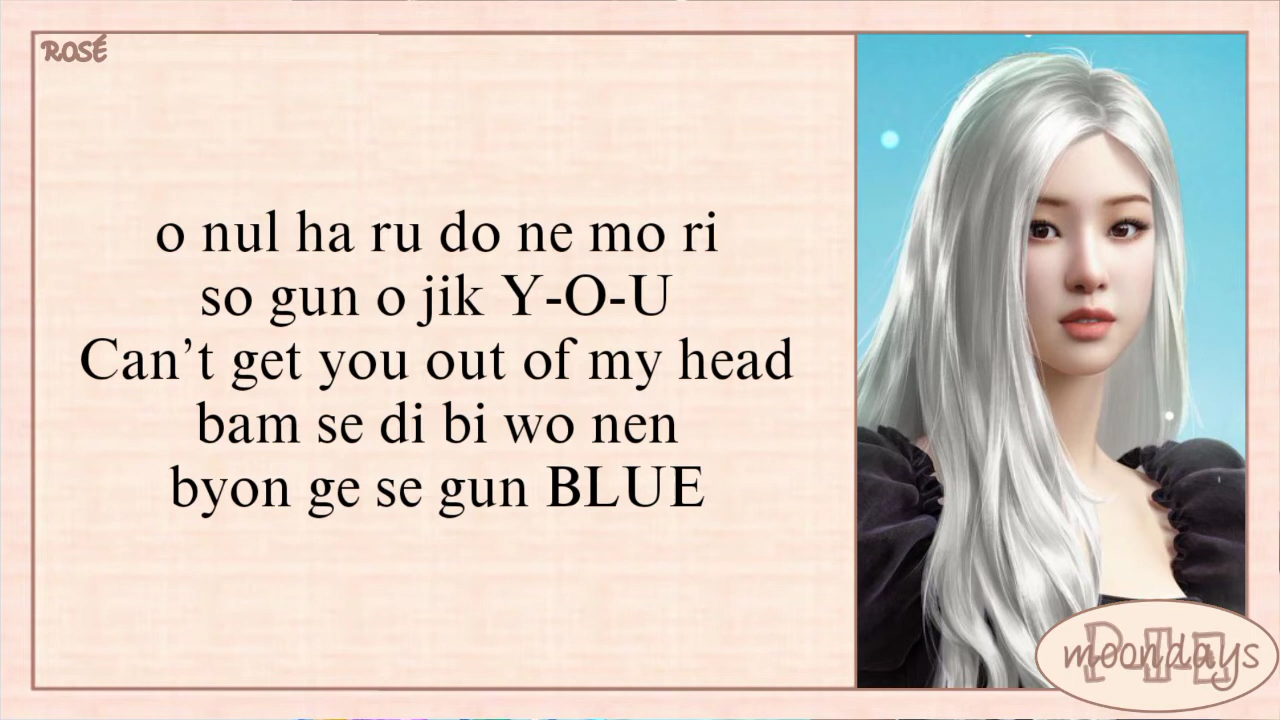 ROSÉ
o nul ha ru do ne mo ri
so gun o jik Y-O-U
Can’t get you out of my head
bam se di bi wo nen
byon ge se gun BLUE
moondays